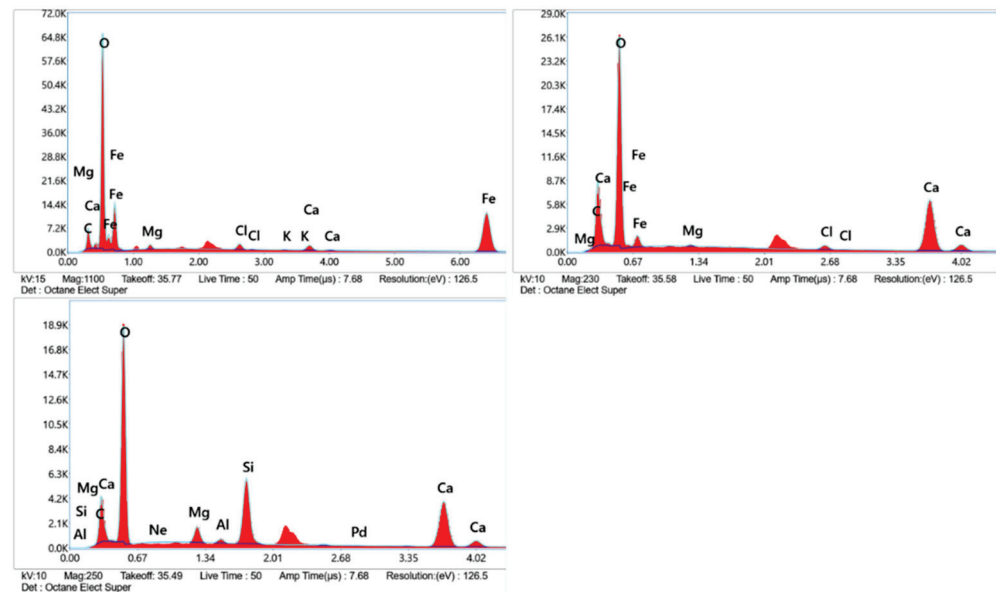 72.0K
64.8K
57.6K
50.4K
43.2K
36.0K
28.8K
21.6K
14.4K
7.2K
0.0K
O
Fe
Mg
Fe
Fe
Ca
Fe
C
Mg
Cl
Cl
K
K
Ca
Ca
0.00 1.00 2.00 3.00 4.00 5.00 6.00
kV:15 Mag:1100 Takeoff: 35.77 Live Time : 50 Amp Time(µs) : 7.68 Resolution:(eV) : 126.5
Det : Octane Elect Super
29.0K
26.1K
23.2K
20.3K
17.4K
14.5K
11.6K
8.7K
5.8K
2.9K
0.0K
O
Fe
Ca
Fe
Ca
C
Fe
Mg
Mg
Cl
Cl
Ca
0.00 0.67 1.34 2.01 2.68 3.35 4.02
kV:10 Mag:230 Takeoff: 35.58 Live Time : 50 Amp Time(µs) : 7.68 Resolution:(eV) : 126.5
Det : Octane Elect Super
18.9K
16.8K
14.7K
12.6K
10.5K
8.4K
6.3K
4.2K
2.1K
0.0K
O
Si
Mg
Ca
Ca
Si
C
Mg
Al
Ne
Al
Pd
Ca
0.00 0.67 1.34 2.01 2.68 3.35 4.02
kV:10 Mag:250 Takeoff: 35.49 Live Time : 50 Amp Time(µs) : 7.68 Resolution:(eV) : 126.5
Det : Octane Elect Super